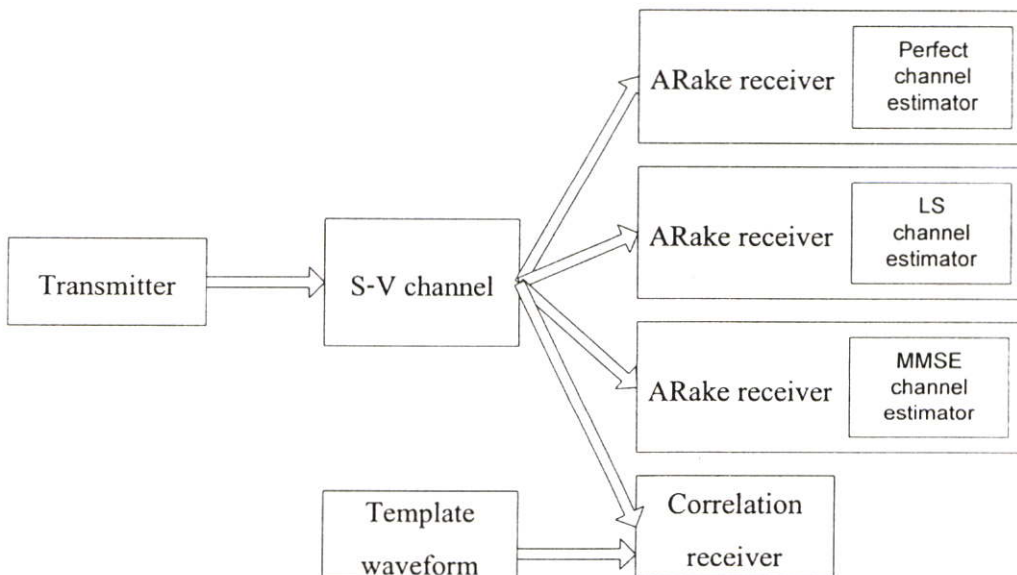 Transmitter
S-V channel
ARake receiver
Perfect
channel
estimator
ARake receiver
LS
channel
estimator
ARake receiver
MMSE
channel
estimator
Template
waveform
Correlation
receiver